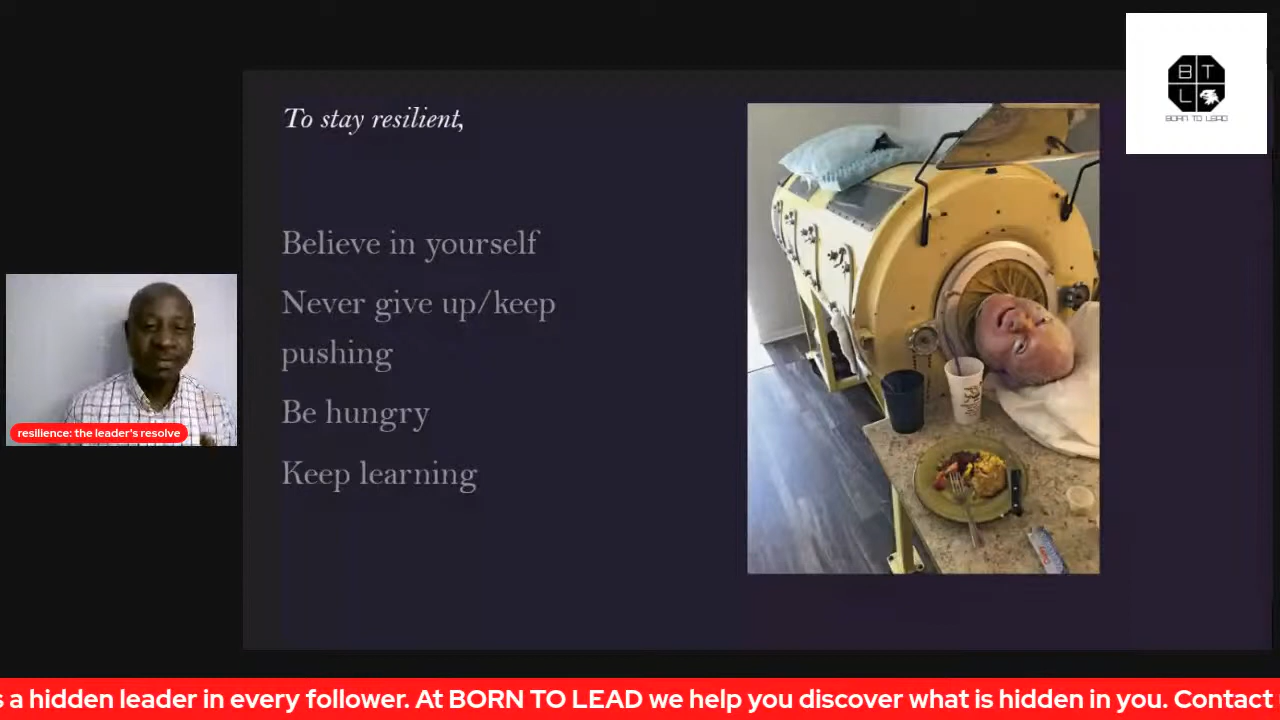 To stay resilient,
Believe in yourself
Never give up/keep
pushing
Be hungry
Keep learning
B T
L
BORN TO LEAD
resilience: the leader's resolve
s a hidden leader in every follower. At BORN TO LEAD we help you discover what is hidden in you. Contact